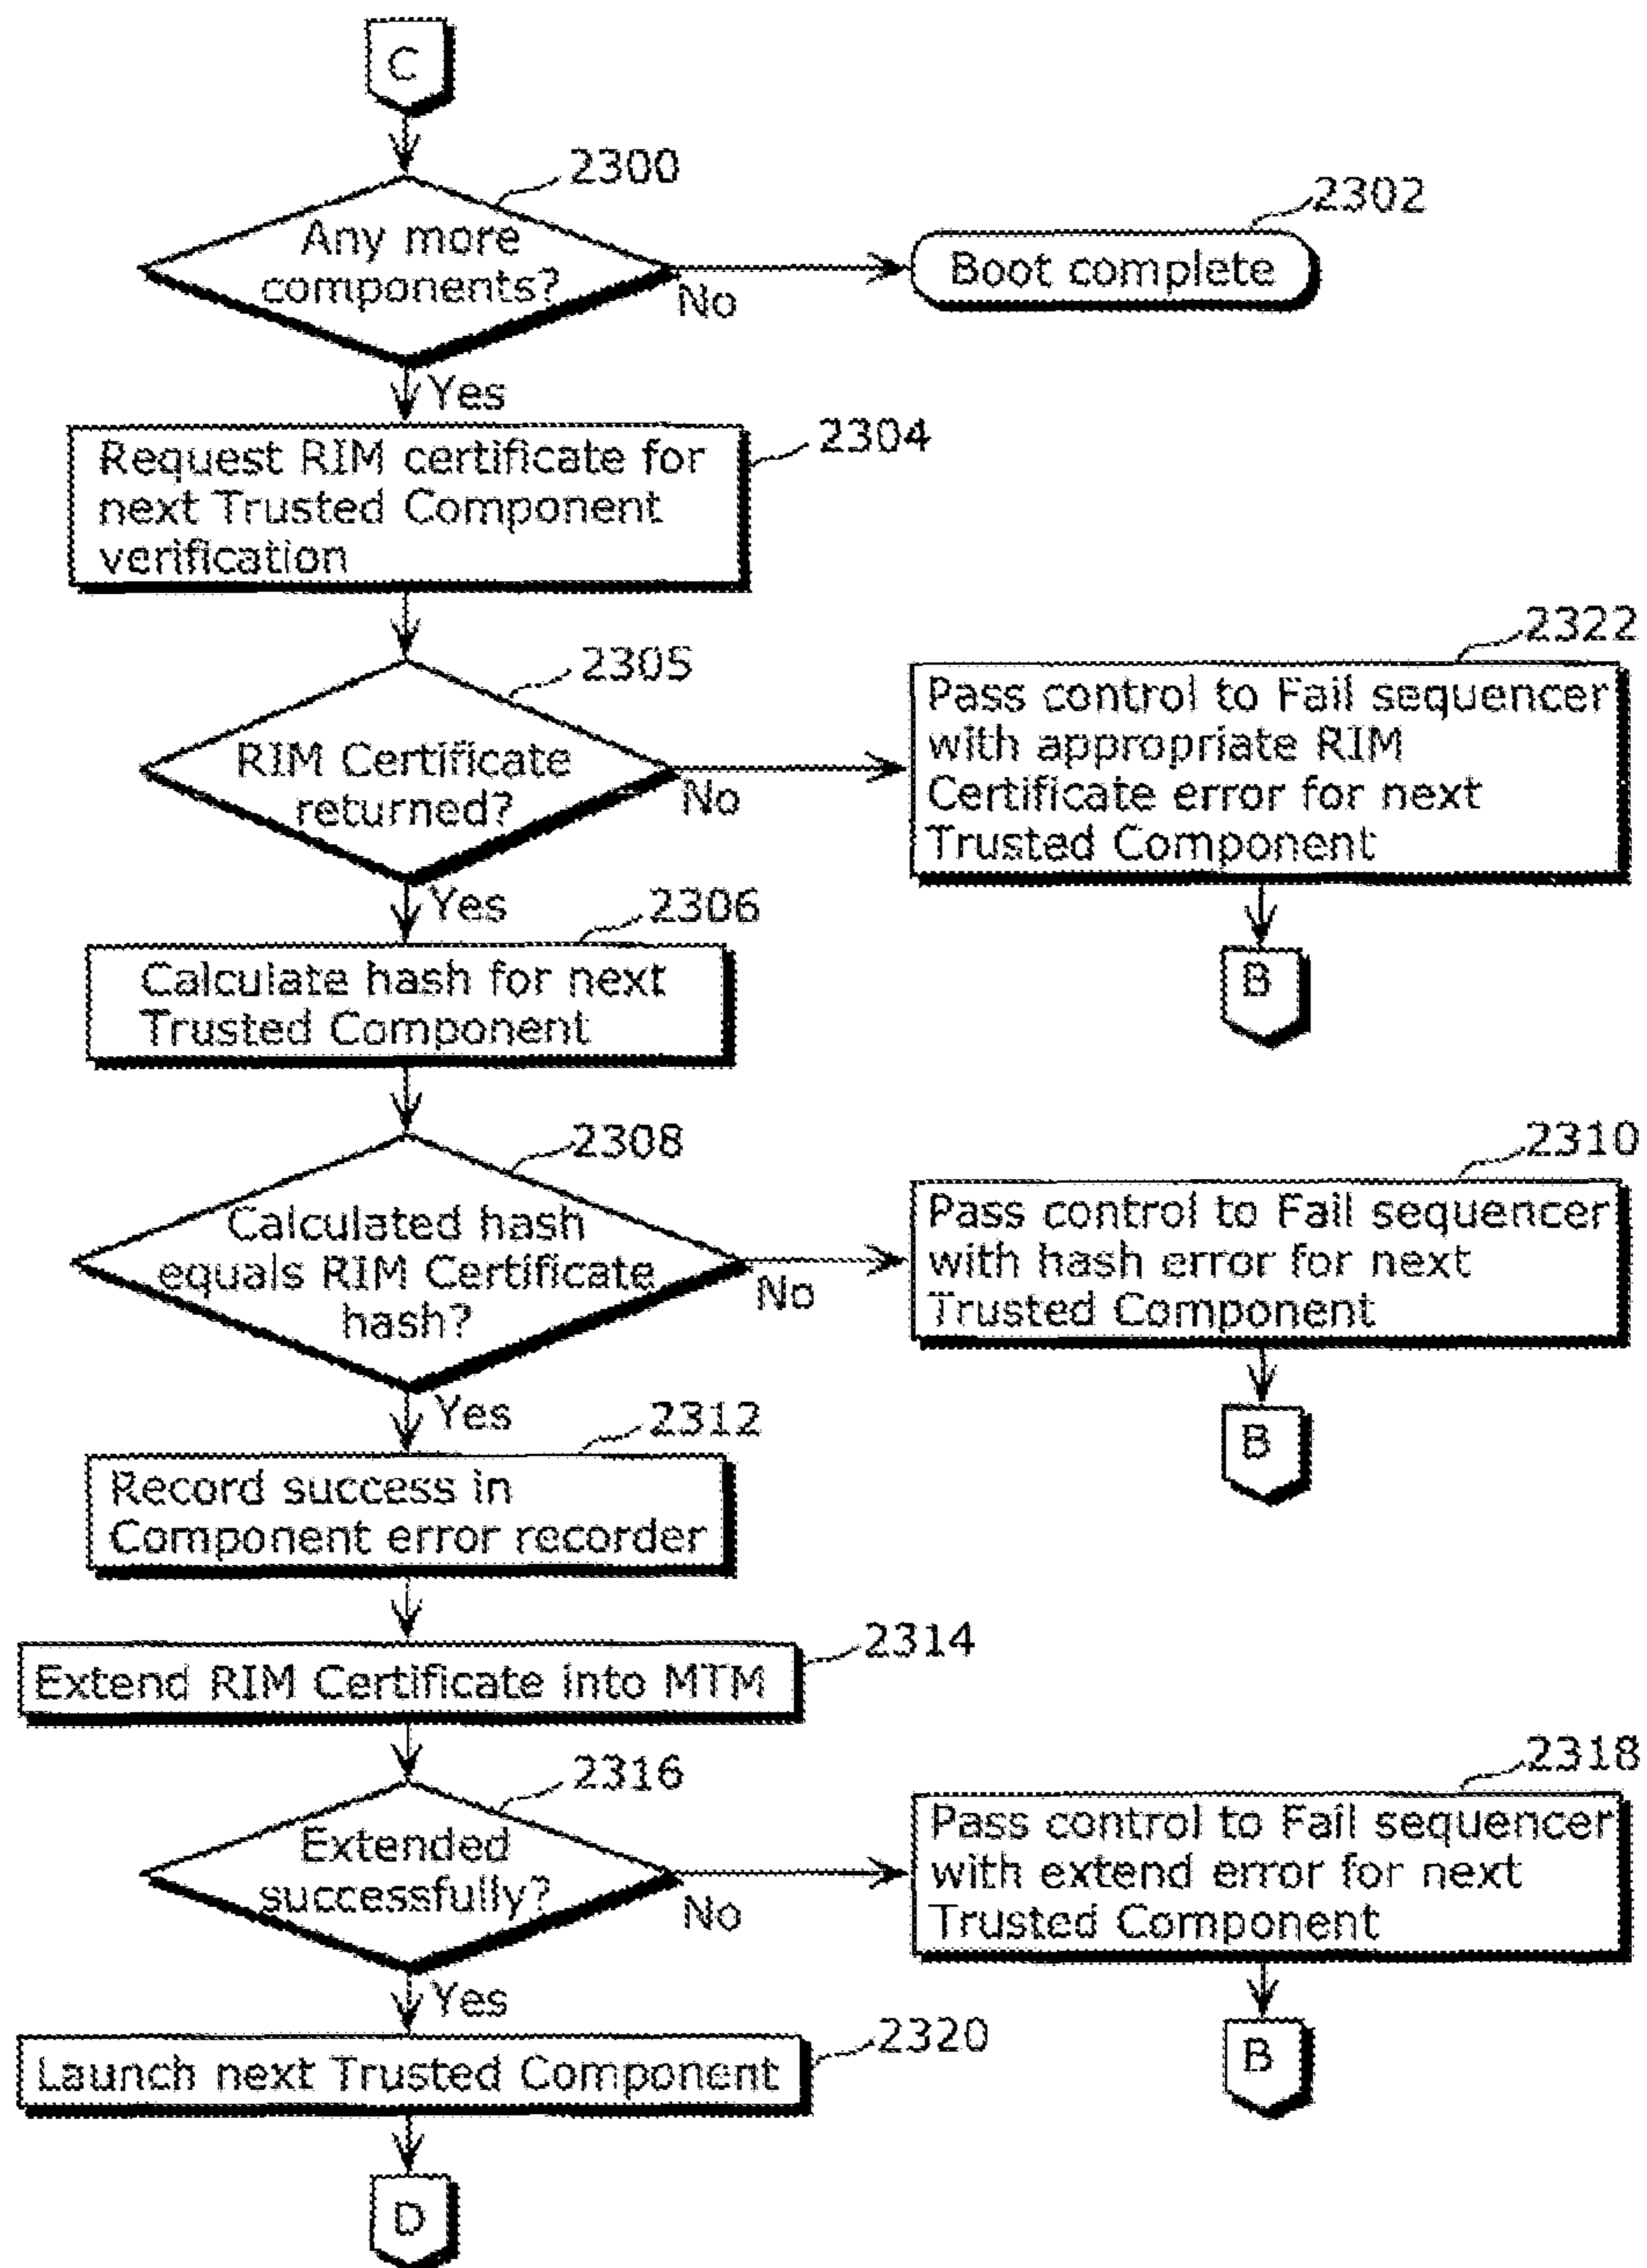 C
2300
Any more
components?
No
2302
Boot complete
Yes
2304
Request RIM certificate for
next Trusted Component
verification
2305
RIM Certificate
returned?
No
2322
Pass control to Fail sequencer
with appropriate RIM
Certificate error for next
Trusted Component
B
Yes
2306
Calculate hash for next
Trusted Component
2308
Calculated hash
equals RIM Certificate
hash?
No
2310
Pass control to Fail sequencer
with hash error for next
Trusted Component
B
Yes
2312
Record success in
Component error recorder
2314
Extend RIM Certificate into MTM
2316
Extended
successfully?
No
2318
Pass control to Fail sequencer
with extend error for next
Trusted Component
B
Yes
2320
Launch next Trusted Component
D